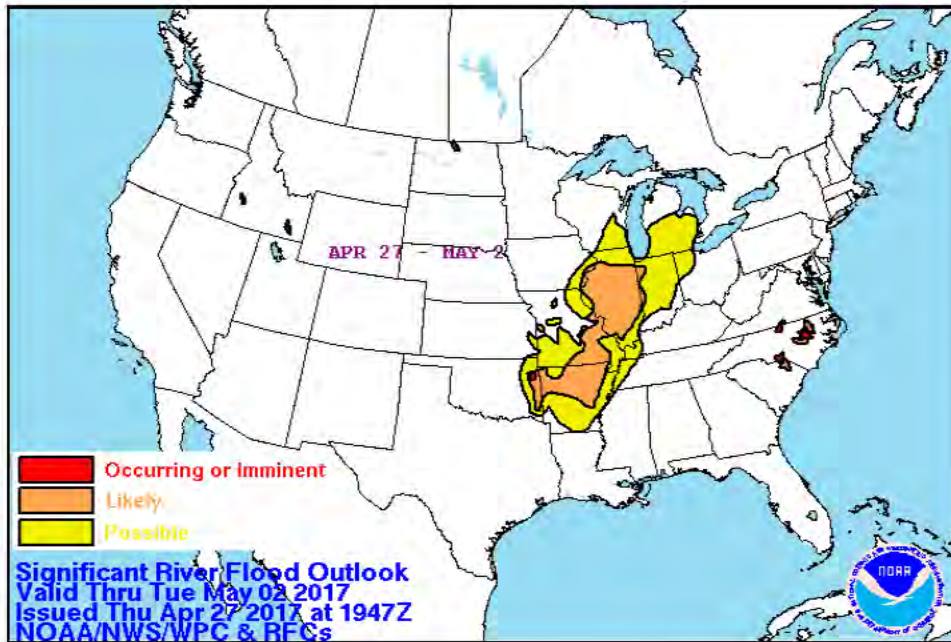 APR 27 - MAY 2
Occurring or Imminent
Likely
Possible
Significant River Flood Outlook
Valid Thru Tue May 02 2017
Issued Thu Apr 27 2017 at 1947Z
NOAA/NWS/WPC & RFCs
NOAA